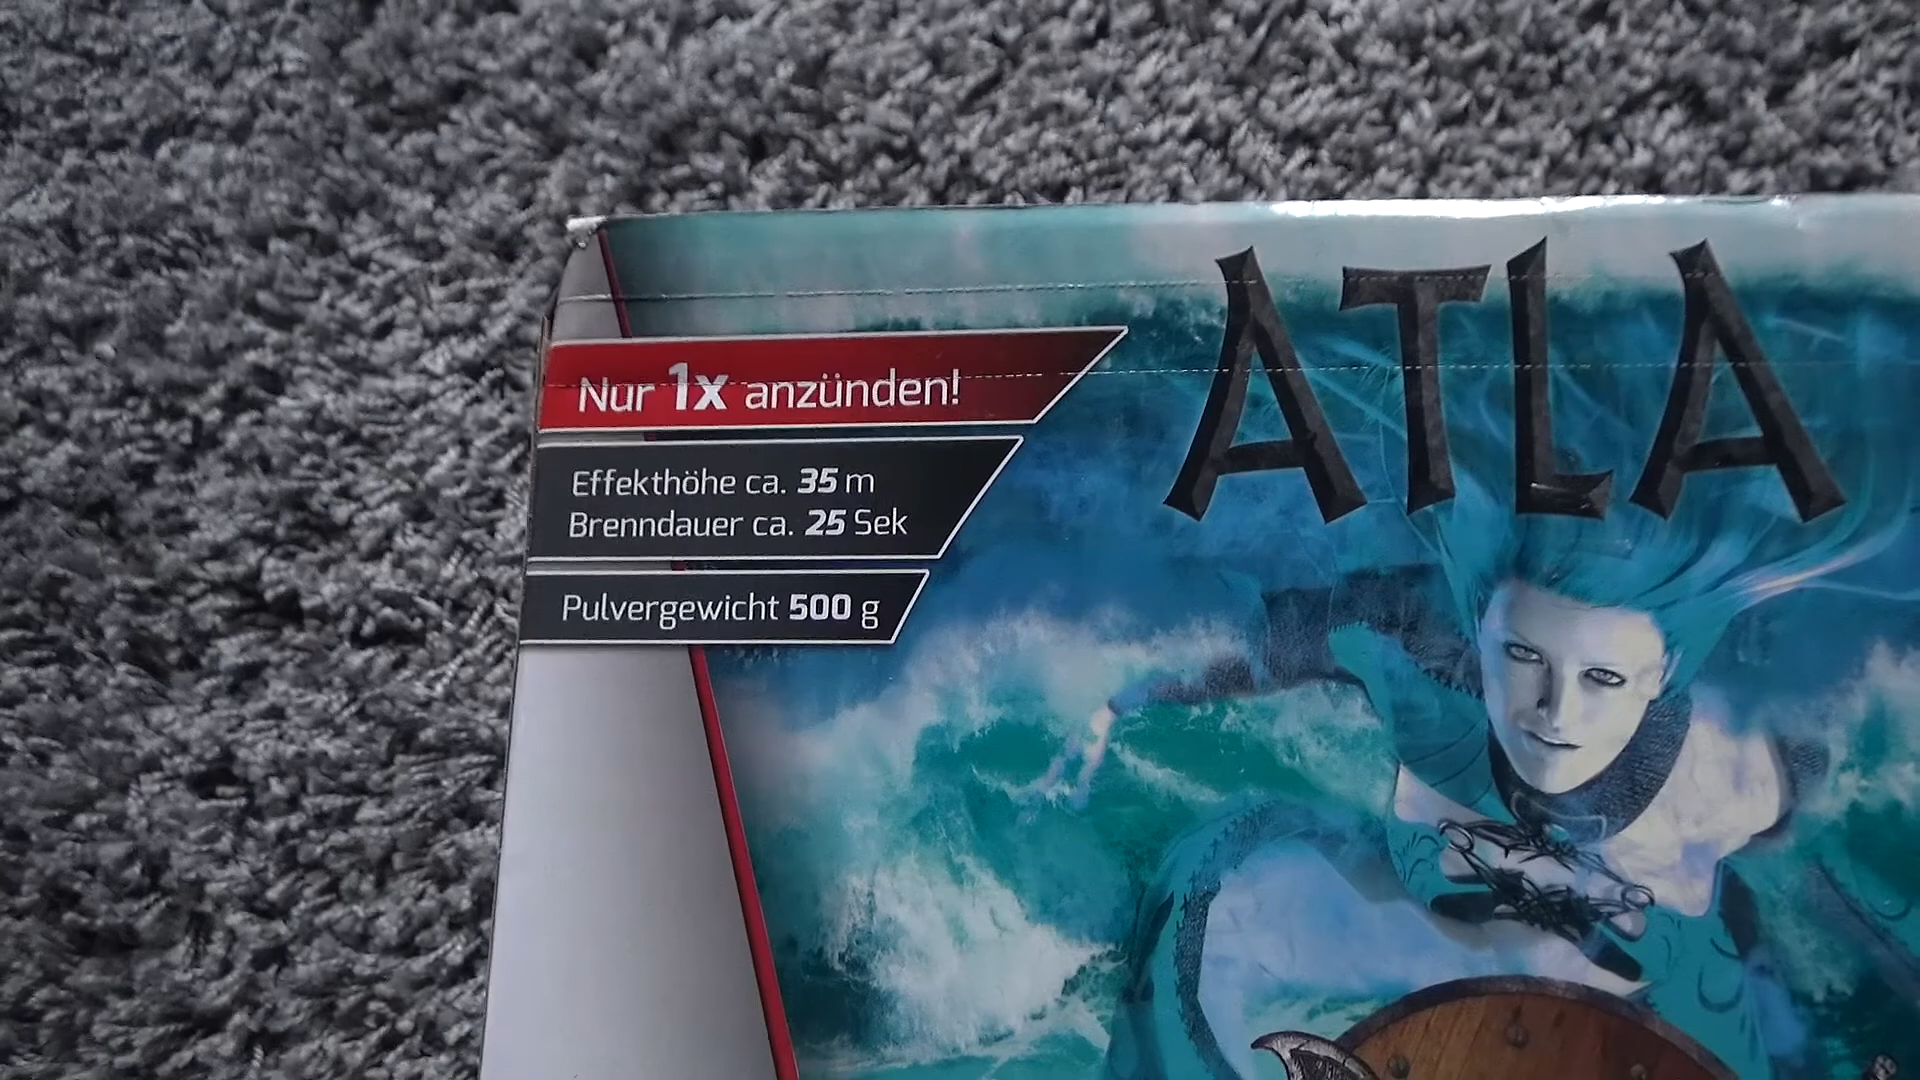 Nur 1x anzünden!
Effekthöhe ca. 35 m
Brenndauer ca. 25 Sek
Pulvergewicht 500 g
ATLA